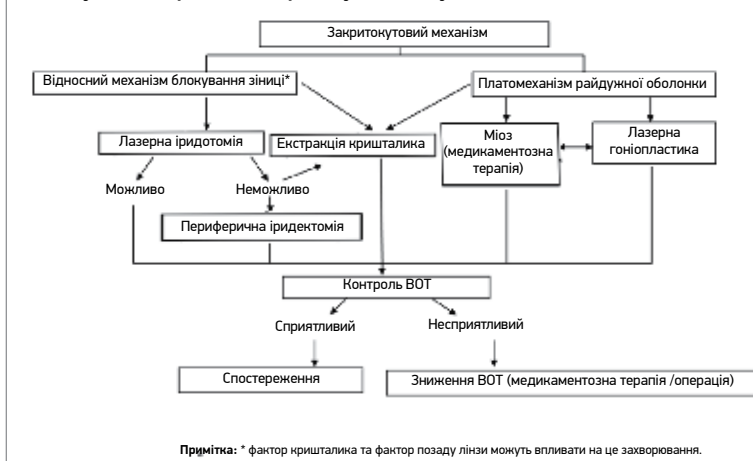 Закритокутовий механізм
Відносний механізм блокування зіниці*
Платомеханізм райдужної оболонки
Лазерна іридотомія
Екстракція кришталика
Міоз
(медикаментозна
терапія)
Лазерна
гоніопластика
Можливо
Неможливо
Периферична іридектомія
Контроль ВОТ
Сприятливий
Несприятливий
Спостереження
Зниження ВОТ (медикаментозна терапія /операція)
Примітка: * фактор кришталика та фактор позаду лінзи можуть впливати на це захворювання.